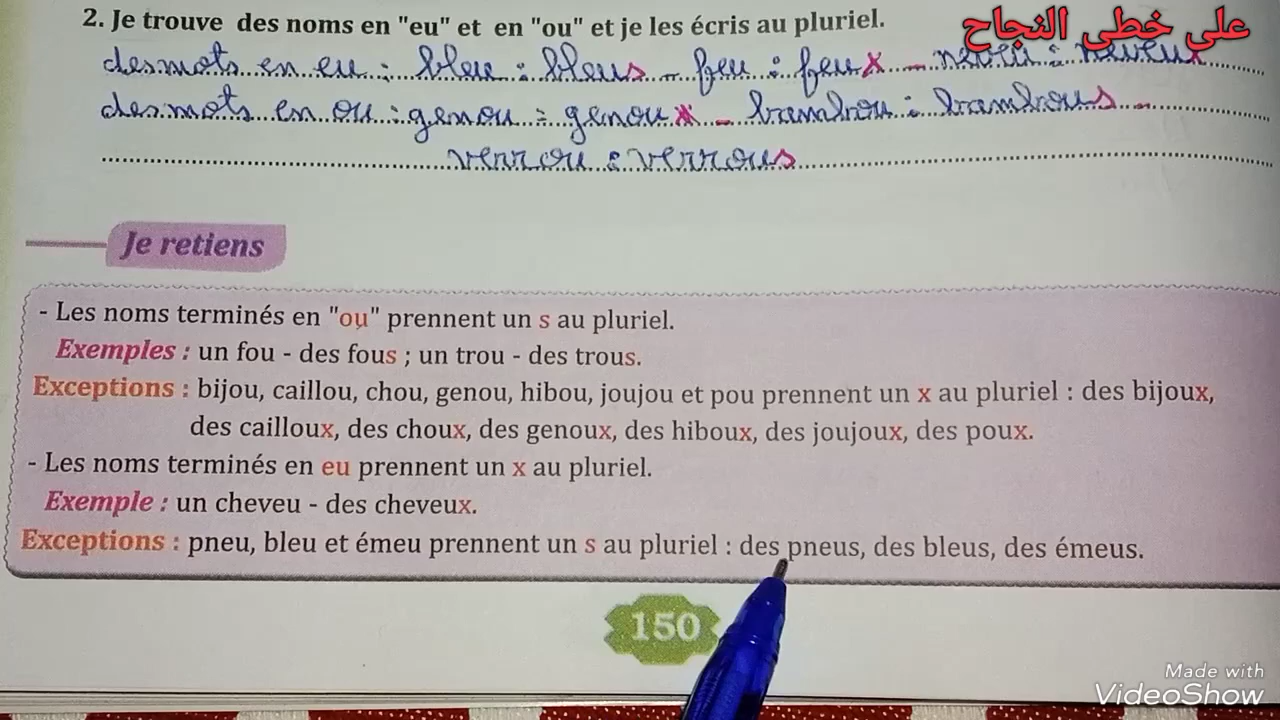 على خطى النجاح
2. Je trouve des noms en "eu" et en "ou" et je les écris au pluriel.
des mots en eu : bleu : bleus - feu : feux - neveu : neveux
des mots en ou : genou : genoux - bambou : bambous -
verrou : verrous
Je retiens
- Les noms terminés en "ou" prennent un s au pluriel.
Exemples : un fou - des fous ; un trou - des trous.
Exceptions : bijou, caillou, chou, genou, hibou, joujou et pou prennent un x au pluriel : des bijoux,
des cailloux, des choux, des genoux, des hiboux, des joujoux, des poux.
- Les noms terminés en eu prennent un x au pluriel.
Exemple : un cheveu - des cheveux.
Exceptions : pneu, bleu et émeu prennent un s au pluriel : des pneus, des bleus, des émeus.
150
Made with
VideoShow